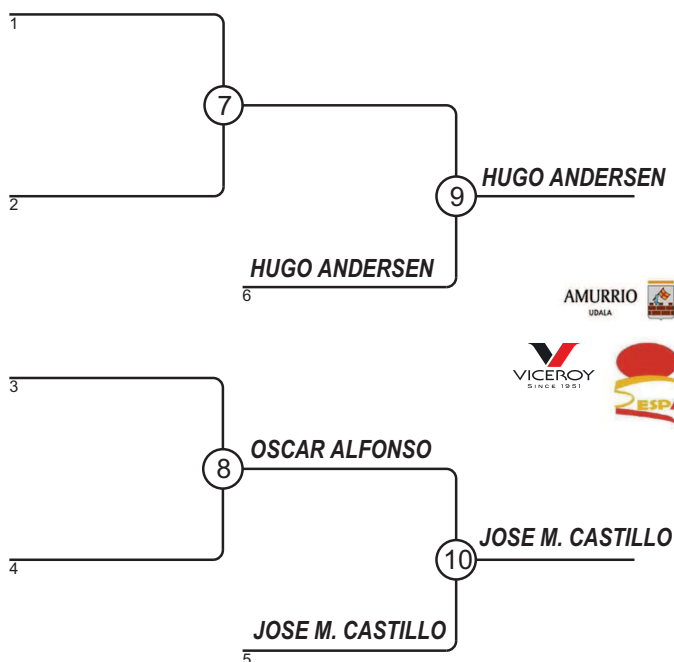 1
7
2
HUGO ANDERSEN
9
HUGO ANDERSEN
6
AMURRIO
UDALA
VICEROY
SINCE 1951
3
8
OSCAR ALFONSO
4
JOSE M. CASTILLO
10
JOSE M. CASTILLO
5